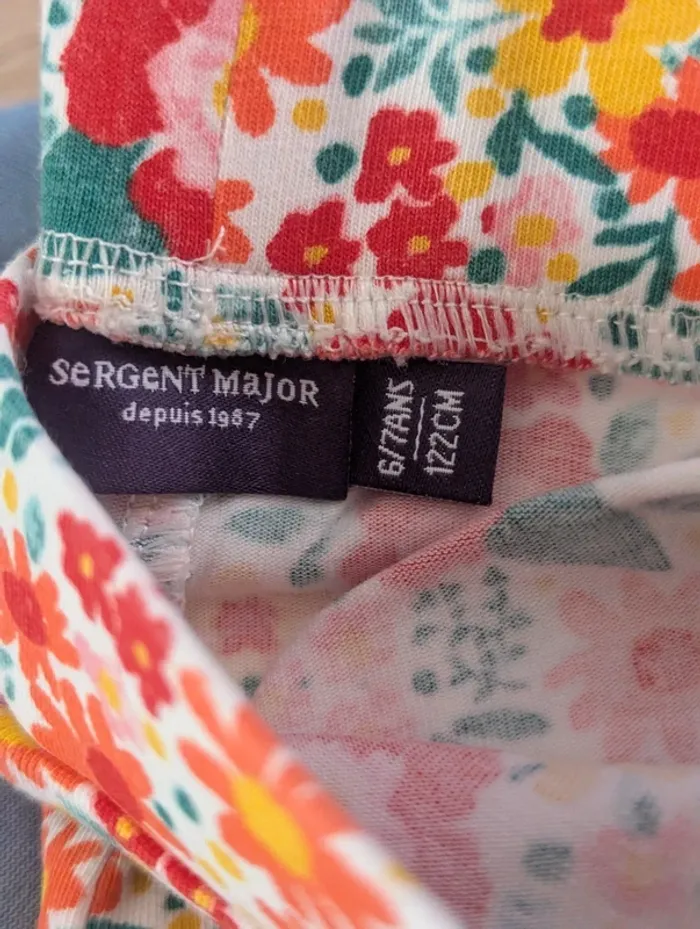 SeRGeNT MaJoR
depuis 1987
6/7ANS
122CM